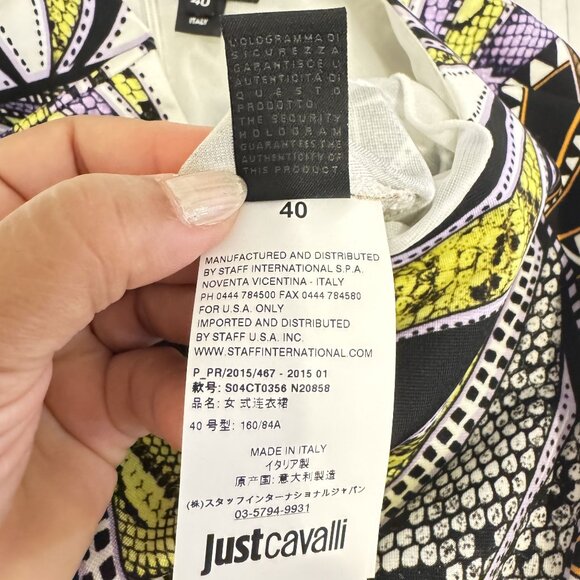 40
ITALY
L'OLOGRAMMA DI
SICUREZZA
GARANTISCE L'
AUTENTICITA DI
QUESTO
PRODOTTO.
THE SECURITY
HOLOGRAM
GUARANTEES THE
AUTHENTICITY OF
THIS PRODUCT
40
MANUFACTURED AND DISTRIBUTED
BY STAFF INTERNATIONAL S.P.A.
NOVENTA VICENTINA - ITALY
PH 0444 784500 FAX 0444 784580
FOR U.S.A. ONLY
IMPORTED AND DISTRIBUTED
BY STAFF U.S.A. INC.
WWW.STAFFINTERNATIONAL.COM
P_PR/2015/467 - 2015 01
款号: S04CT0356 N20858
品名: 女 式连衣裙
40 号型: 160/84A
MADE IN ITALY
イタリア製
原产国: 意大利製造
(株)スタッフインターナショナルジャパン
03-5794-9931
justcavalli